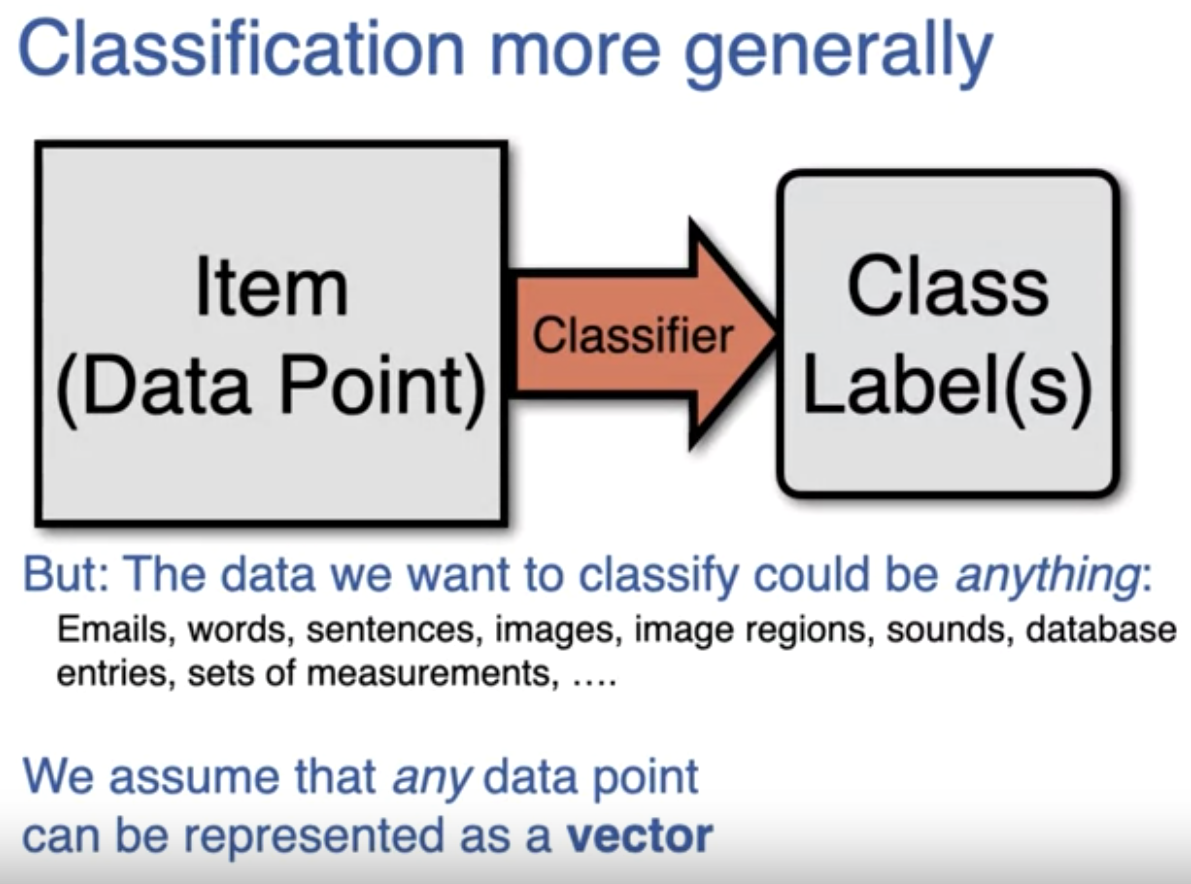 Classification more generally
Item
(Data Point)
Classifier
Class
Label(s)
But: The data we want to classify could be anything:
Emails, words, sentences, images, image regions, sounds, database
entries, sets of measurements, ....
We assume that any data point
can be represented as a vector